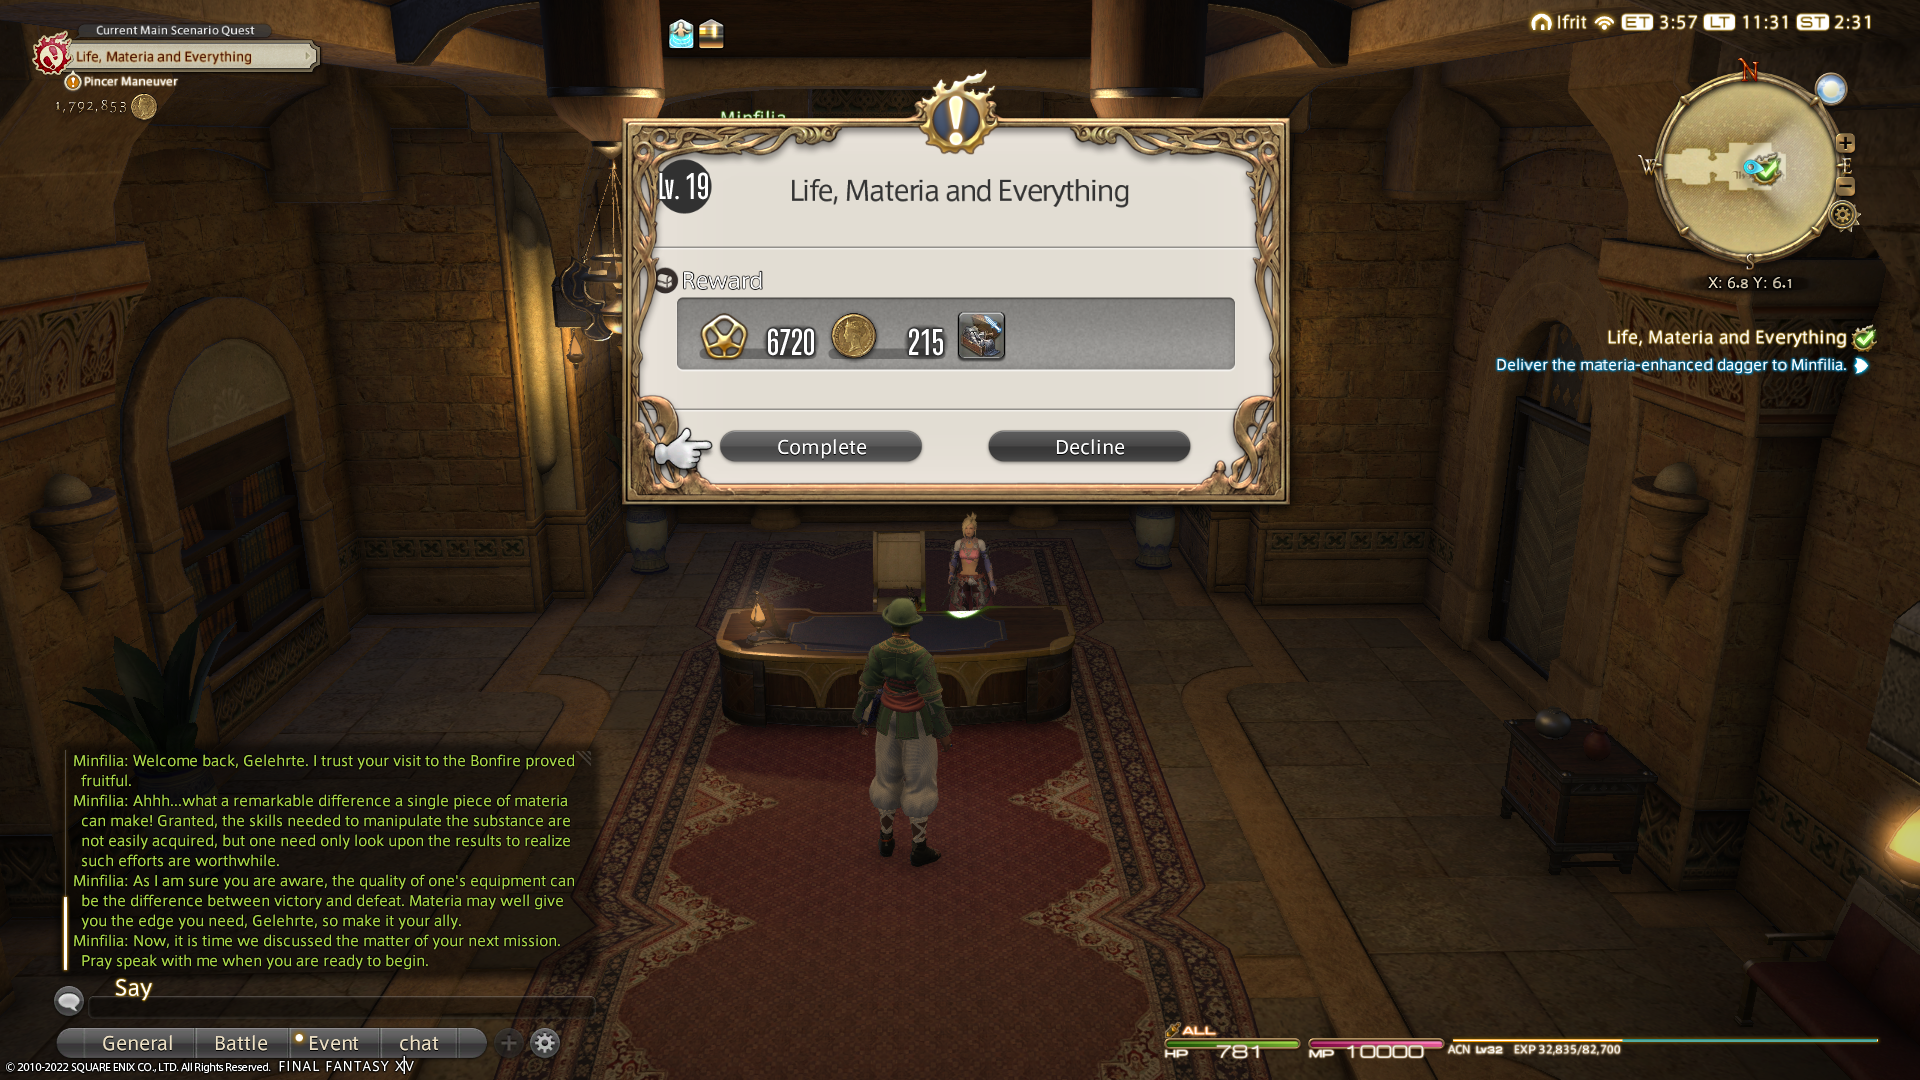 Current Main Scenario Quest
Life, Materia and Everything
Pincer Maneuver
1,792,853
Ifrit ET 3:57 LT 11:31 ST 2:31
N
W
E
S
X: 6.8 Y: 6.1
Life, Materia and Everything
Deliver the materia-enhanced dagger to Minfilia.
Minfilia
Lv. 19
Life, Materia and Everything
Reward
6720
215
Complete
Decline
Minfilia: Welcome back, Gelehrte. I trust your visit to the Bonfire proved
fruitful.
Minfilia: Ahhh...what a remarkable difference a single piece of materia
can make! Granted, the skills needed to manipulate the substance are
not easily acquired, but one need only look upon the results to realize
such efforts are worthwhile.
Minfilia: As I am sure you are aware, the quality of one's equipment can
be the difference between victory and defeat. Materia may well give
you the edge you need, Gelehrte, so make it your ally.
Minfilia: Now, it is time we discussed the matter of your next mission.
Pray speak with me when you are ready to begin.
Say
General
Battle
Event
chat
© 2010-2022 SQUARE ENIX CO., LTD. All Rights Reserved. FINAL FANTASY XIV
ALL
HP 781
MP 10000
ACN Lv32 EXP 32,835/82,700